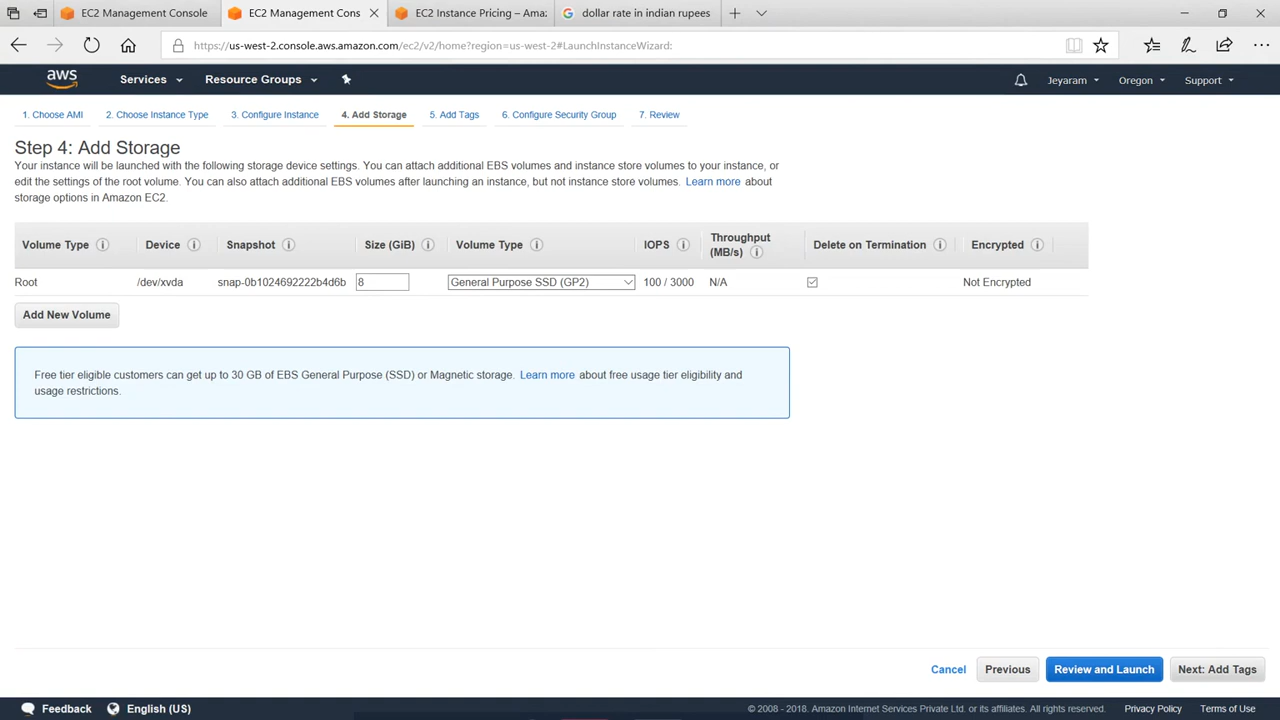 EC2 Management Console
EC2 Management Cons
EC2 Instance Pricing – Ama:
dollar rate in indian rupees
https://us-west-2.console.aws.amazon.com/ec2/v2/home?region=us-west-2#LaunchInstanceWizard:
aws
Services
Resource Groups
Jeyaram
Oregon
Support
1. Choose AMI
2. Choose Instance Type
3. Configure Instance
4. Add Storage
5. Add Tags
6. Configure Security Group
7. Review
Step 4: Add Storage
Your instance will be launched with the following storage device settings. You can attach additional EBS volumes and instance store volumes to your instance, or
edit the settings of the root volume. You can also attach additional EBS volumes after launching an instance, but not instance store volumes. Learn more about
storage options in Amazon EC2.
Volume Type
Device
Snapshot
Size (GiB)
Volume Type
IOPS
Throughput
(MB/s)
Delete on Termination
Encrypted
Root
/dev/xvda
snap-0b1024692222b4d6b
8
General Purpose SSD (GP2)
100 / 3000
N/A
Not Encrypted
Add New Volume
Free tier eligible customers can get up to 30 GB of EBS General Purpose (SSD) or Magnetic storage. Learn more about free usage tier eligibility and
usage restrictions.
Cancel
Previous
Review and Launch
Next: Add Tags
Feedback
English (US)
© 2008 - 2018, Amazon Internet Services Private Ltd. or its affiliates. All rights reserved.
Privacy Policy
Terms of Use